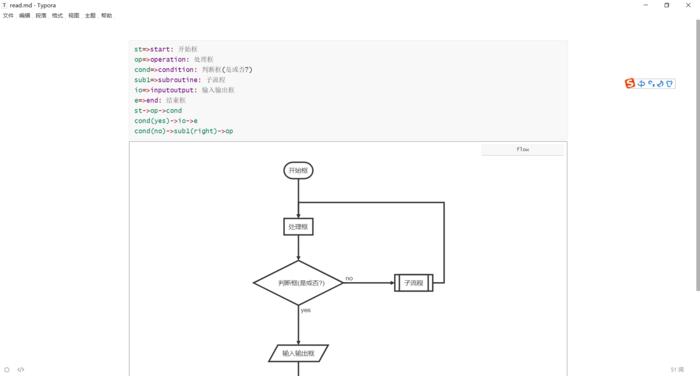 read.md - Typora
文件 编辑 段落 格式 视图 主题 帮助
st=>start: 开始框
op=>operation: 处理框
cond=>condition: 判断框(是或否?)
sub1=>subroutine: 子流程
io=>inputoutput: 输入输出框
e=>end: 结束框
st->op->cond
cond(yes)->io->e
cond(no)->sub1(right)->op
flow
开始框
处理框
判断框(是或否?)
no
子流程
yes
输入输出框
中
51 词